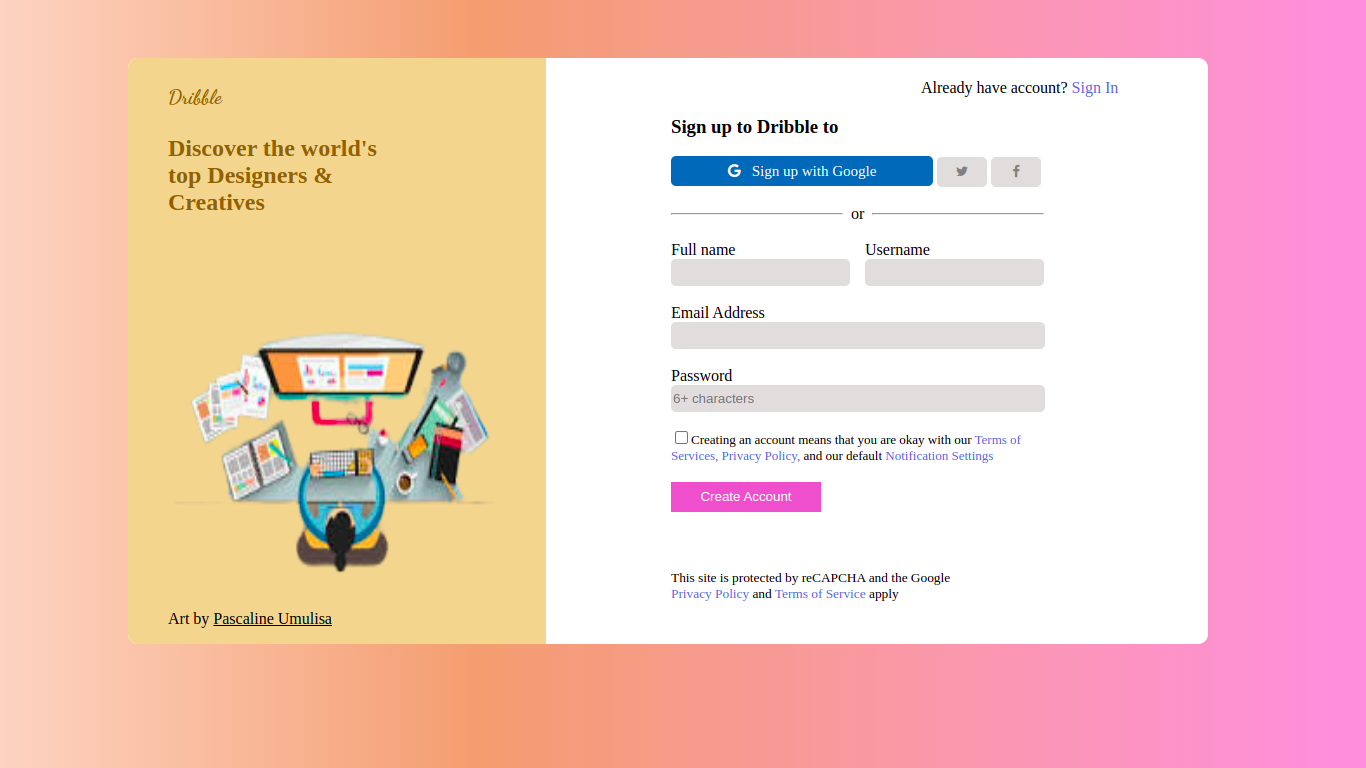 Dribble
Discover the world's
top Designers &
Creatives
Art by Pascaline Umulisa
Already have account? Sign In
Sign up to Dribble to
Sign up with Google
or
Full name
Username
Email Address
Password
6+ characters
Creating an account means that you are okay with our Terms of
Services, Privacy Policy, and our default Notification Settings
Create Account
This site is protected by reCAPCHA and the Google
Privacy Policy and Terms of Service apply